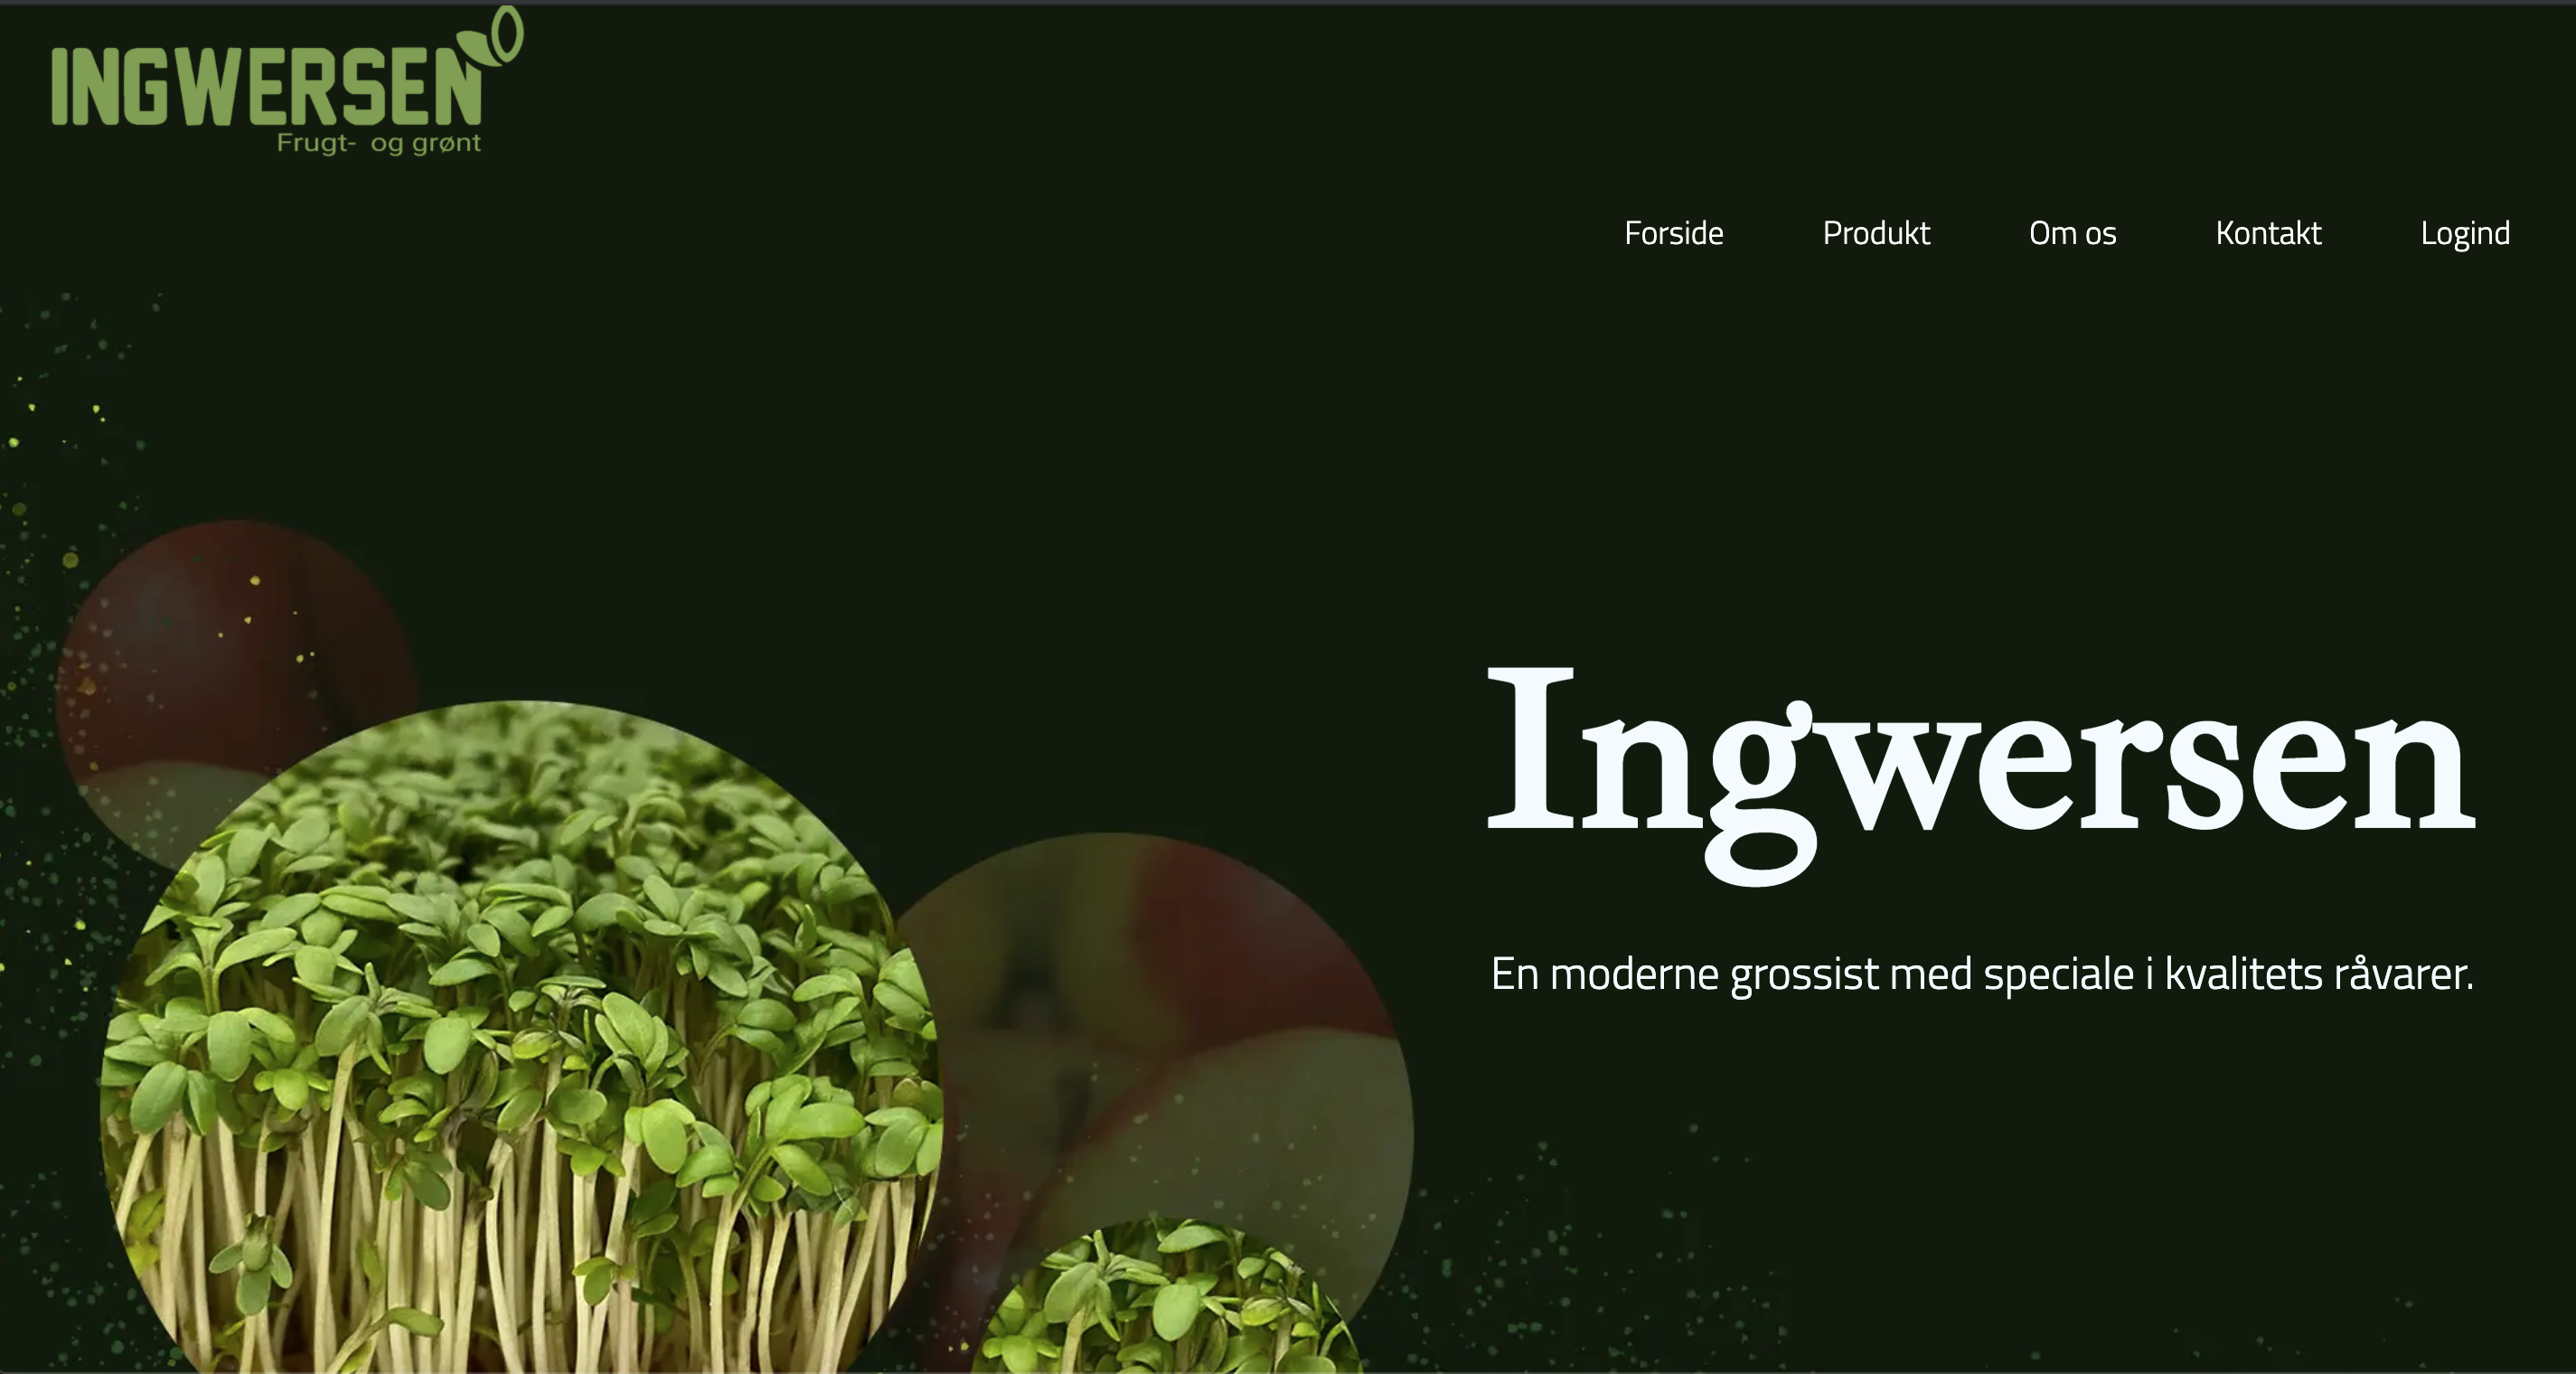 INGWERSEN
Frugt- og grønt
Forside Produkt Om os Kontakt Logind
Ingwersen
En moderne grossist med speciale i kvalitets råvarer.